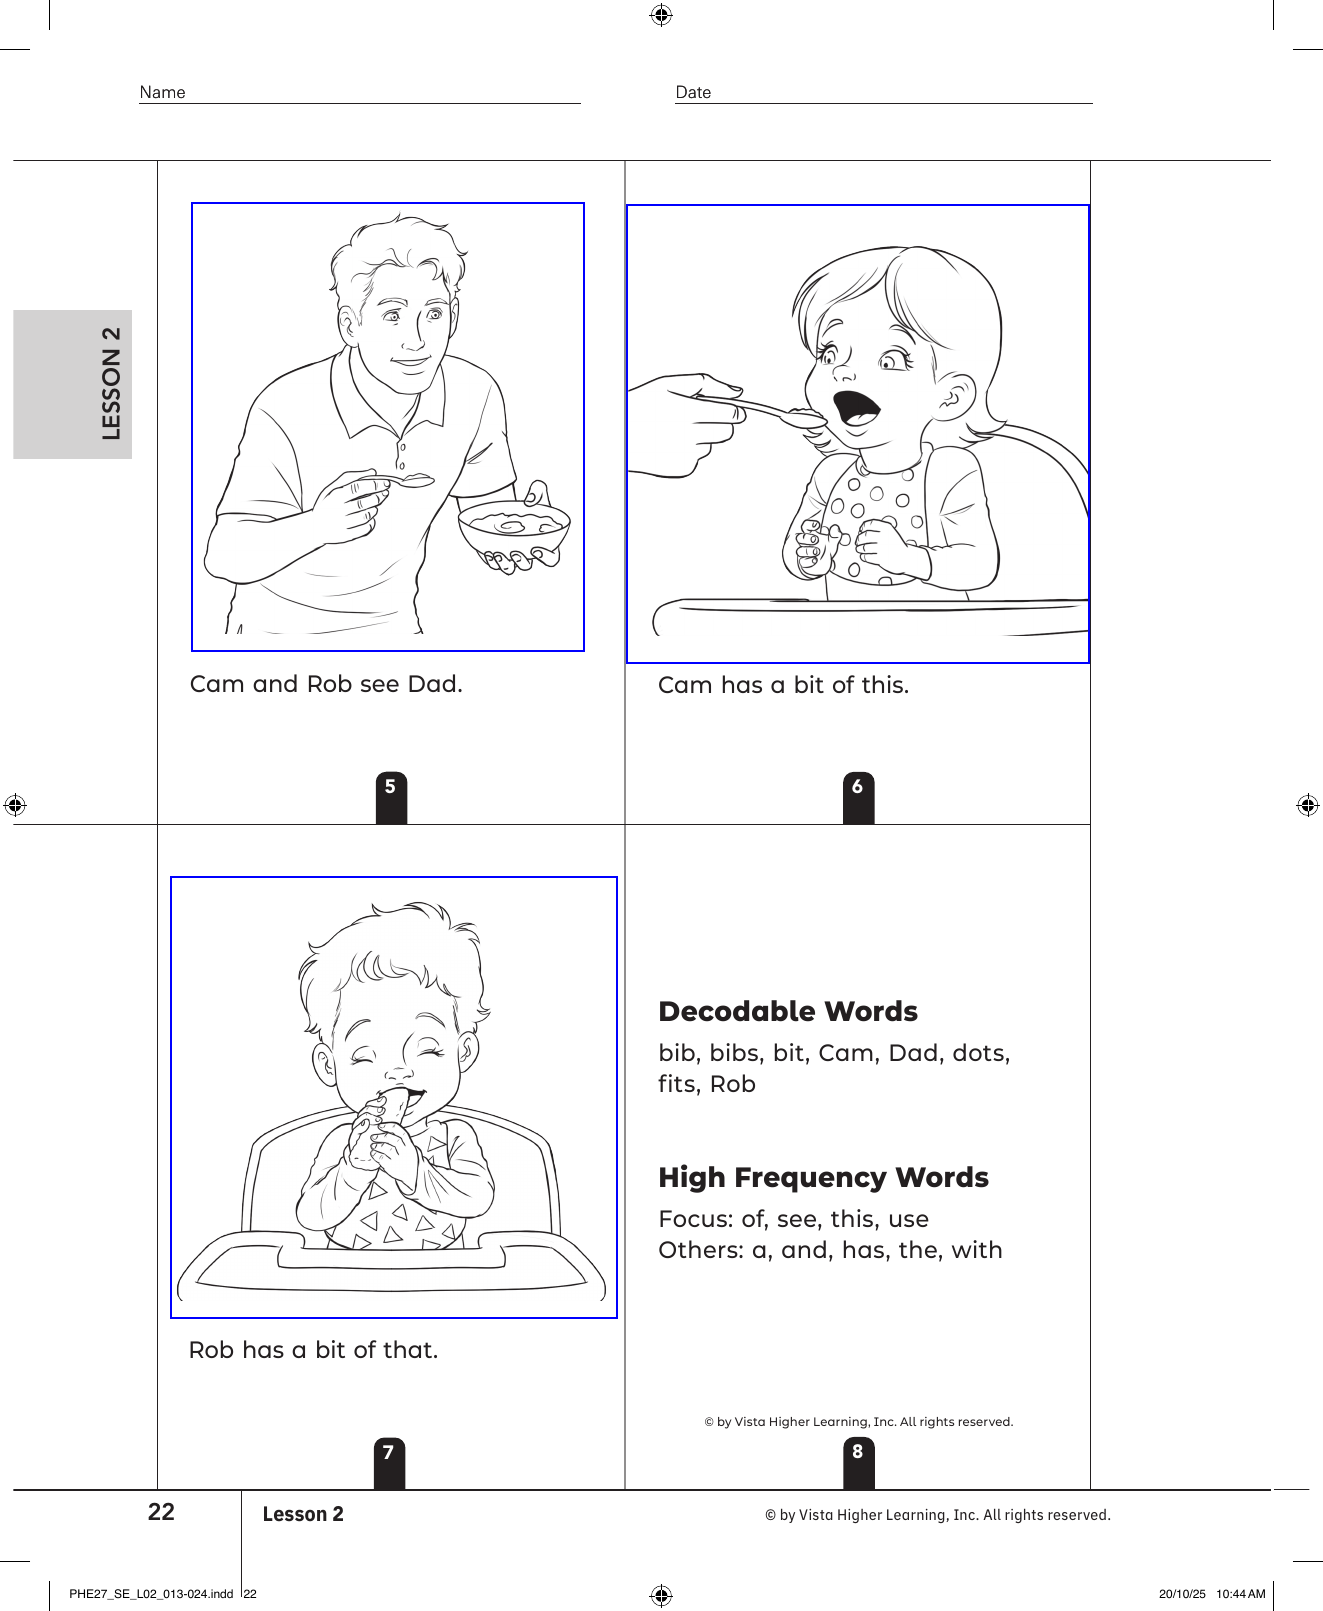 Name
Date
LESSON 2
Cam and Rob see Dad.
5
Cam has a bit of this.
6
Rob has a bit of that.
7
Decodable Words
bib, bibs, bit, Cam, Dad, dots,
fits, Rob
High Frequency Words
Focus: of, see, this, use
Others: a, and, has, the, with
© by Vista Higher Learning, Inc. All rights reserved.
8
22
Lesson 2
© by Vista Higher Learning, Inc. All rights reserved.
PHE27_SE_L02_013-024.indd 22
20/10/25 10:44 AM